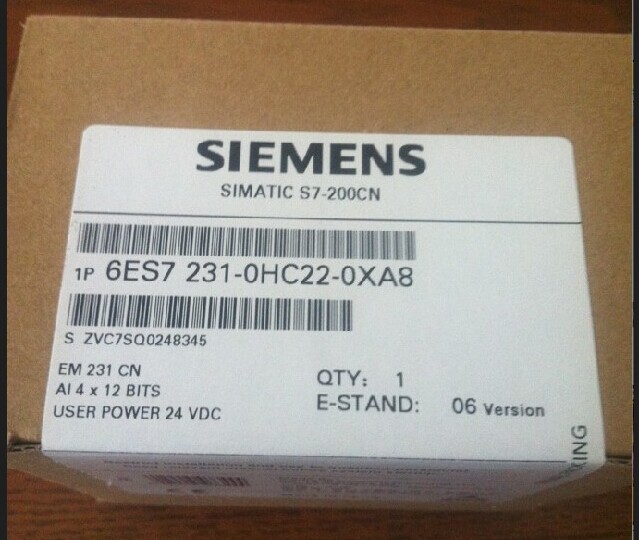 SIEMENS
SIMATIC S7-200CN
1P 6ES7 231-0HC22-0XA8
S ZVC7SQ0248345
EM 231 CN
AI 4 x 12 BITS
USER POWER 24 VDC
QTY: 1
E-STAND: 06 Version